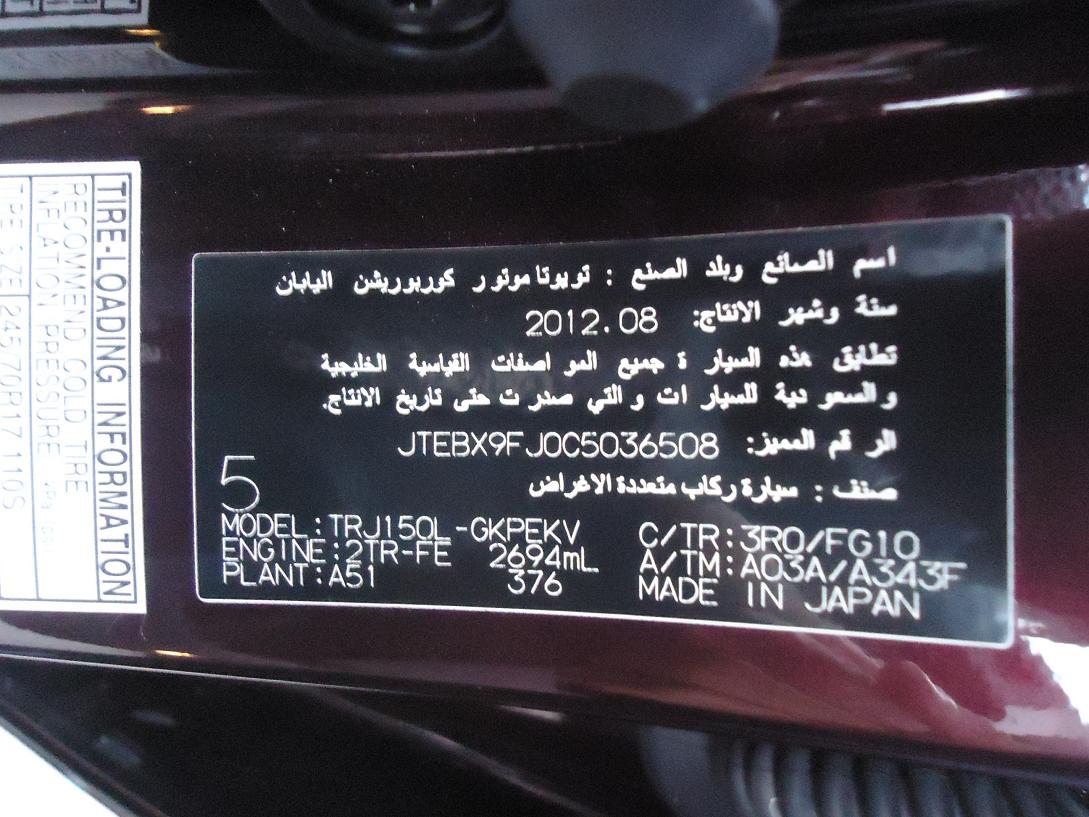 TIRE-LOADING INFORMATION
RECOMMEND COLD TIRE
INFLATION PRESSURE
245/70R17 110S
اسم الصانع وبلد الصنع : تويوتا موتور كوربوريشن اليابان
سنة وشهر الانتاج: 2012.08
تطابق هذه السيارة جميع المواصفات القياسية الخليجية
والسعودية للسيارات والتي صدرت حتى تاريخ الانتاج.
الرقم المميز: JTEBX9FJ0C5036508
صنف : سيارة ركاب متعددة الاغراض
5
MODEL:TRJ150L-GKPEKV C/TR:3R0/FG10
ENGINE:2TR-FE 2694mL A/TM:A03A/A343F
PLANT:A51 376 MADE IN JAPAN